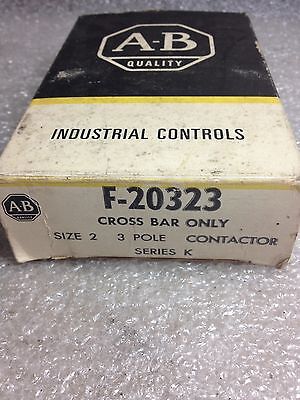 A-B
QUALITY
INDUSTRIAL CONTROLS
A-B
F-20323
CROSS BAR ONLY
SIZE 2 3 POLE CONTACTOR
SERIES K